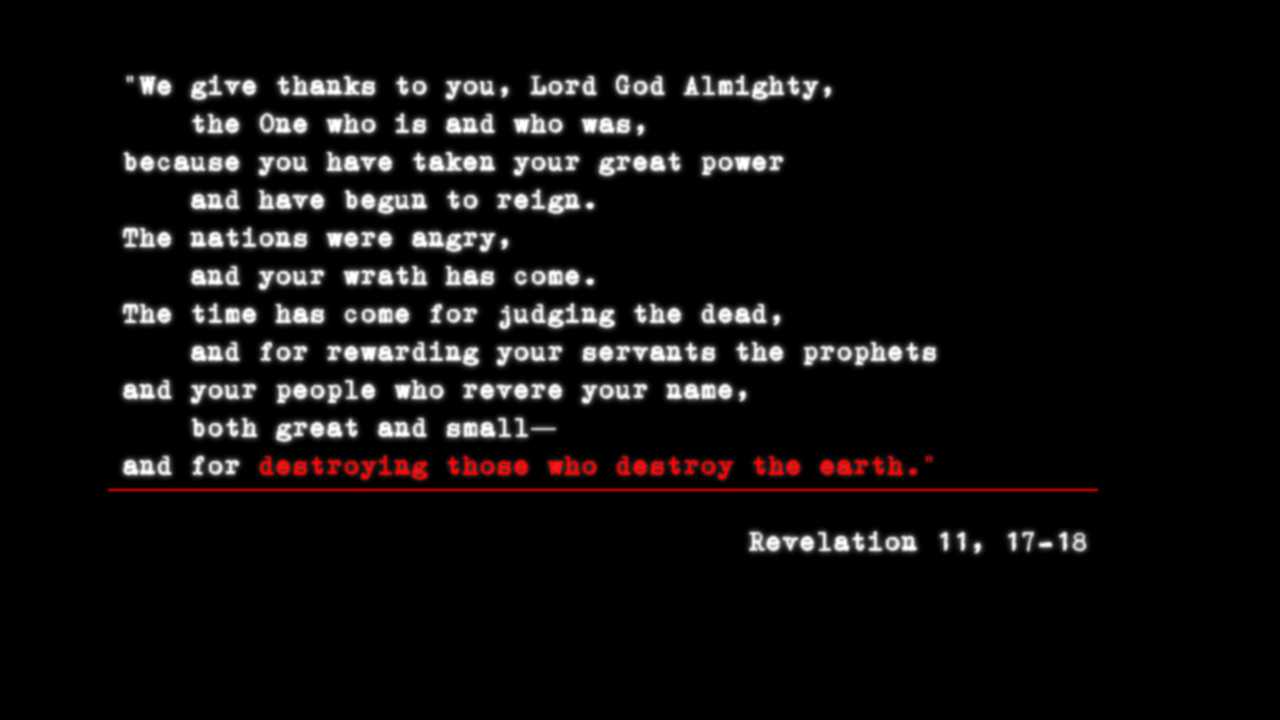 "We give thanks to you, Lord God Almighty,
the One who is and who was,
because you have taken your great power
and have begun to reign.
The nations were angry,
and your wrath has come.
The time has come for judging the dead,
and for rewarding your servants the prophets
and your people who revere your name,
both great and small—
and for destroying those who destroy the earth."
Revelation 11, 17-18